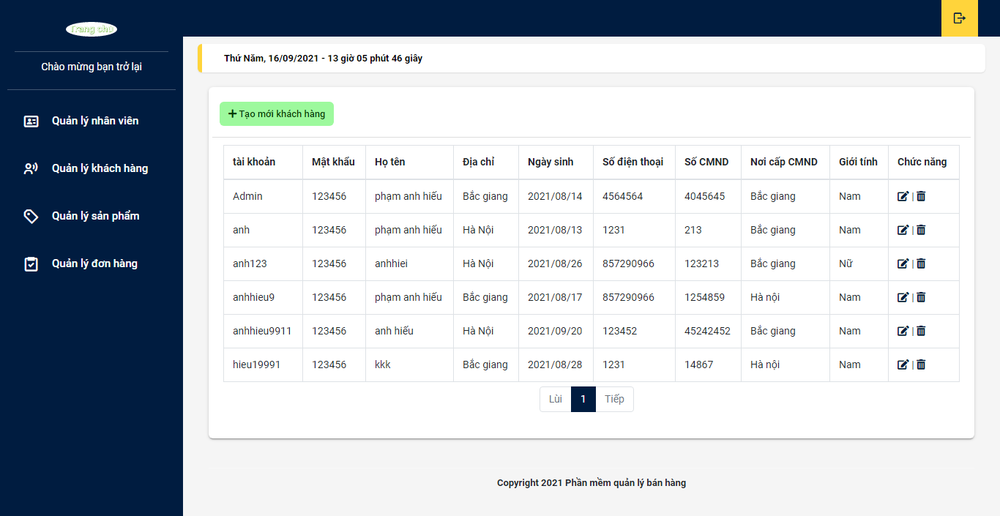 Trang chủ
Chào mừng bạn trở lại
Quản lý nhân viên
Quản lý khách hàng
Quản lý sản phẩm
Quản lý đơn hàng
Thứ Năm, 16/09/2021 - 13 giờ 05 phút 46 giây
Tạo mới khách hàng
tài khoản Mật khẩu Họ tên Địa chỉ Ngày sinh Số điện thoại Số CMND Nơi cấp CMND Giới tính Chức năng
Admin 123456 phạm anh hiếu Bắc giang 2021/08/14 4564564 4045645 Bắc giang Nam |
anh 123456 phạm anh hiếu Hà Nội 2021/08/13 1231 213 Bắc giang Nam |
anh123 123456 anhhiei Hà Nội 2021/08/26 857290966 123213 Bắc giang Nữ |
anhhieu9 123456 phạm anh hiếu Bắc giang 2021/08/17 857290966 1254859 Hà nội Nam |
anhhieu9911 123456 anh hiếu Hà Nội 2021/09/20 123452 45242452 Bắc giang Nam |
hieu19991 123456 kkk Bắc giang 2021/08/28 1231 14867 Hà nội Nam |
Lùi 1 Tiếp
Copyright 2021 Phần mềm quản lý bán hàng